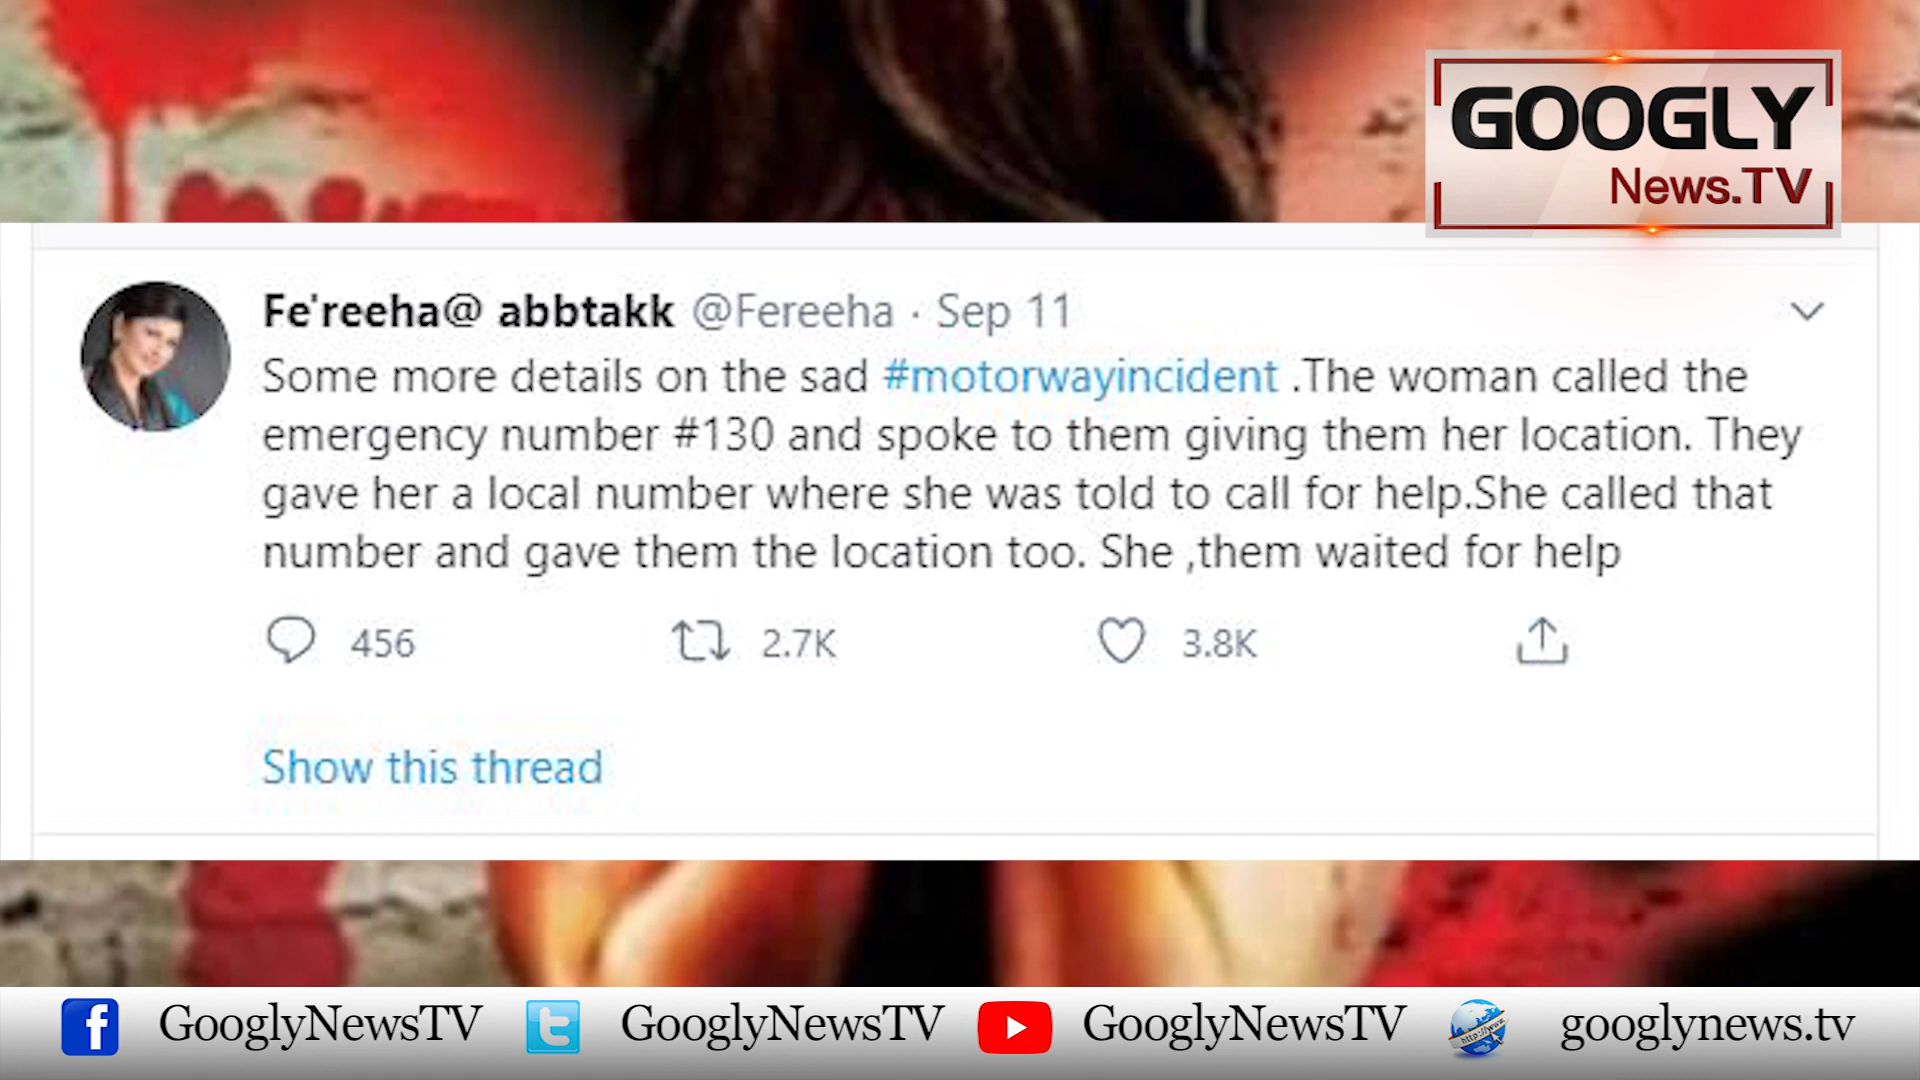 GOOGLY
News.TV
Fe'reeha@ abbtakk @Fereeha · Sep 11
Some more details on the sad #motorwayincident .The woman called the
emergency number #130 and spoke to them giving them her location. They
gave her a local number where she was told to call for help.She called that
number and gave them the location too. She ,them waited for help
456 2.7K 3.8K
Show this thread
GooglyNewsTV GooglyNewsTV GooglyNewsTV googlynews.tv